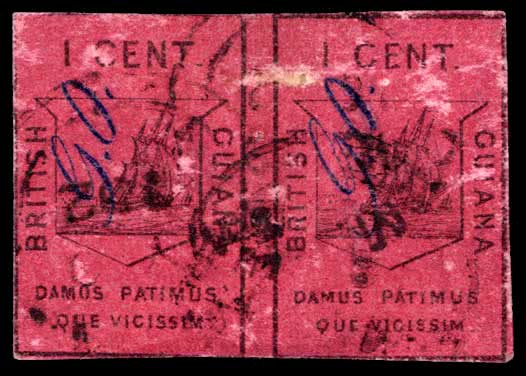 1 CENT.
BRITISH
GUIANA
DAMUS PATIMUS
QUE VICISSIM
1 CENT.
BRITISH
GUIANA
DAMUS PATIMUS
QUE VICISSIM